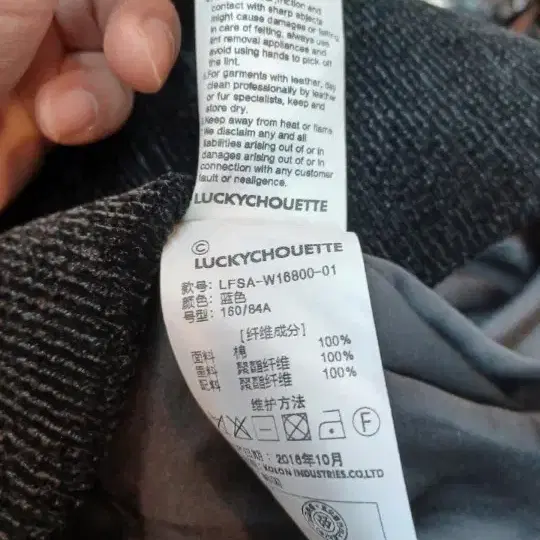 contact with sharp objects
might cause damages or felting
in care of felting, always use
lint removal appliances and
avoid using hands to pick off
the lint.
For garments with leather, dry
clean professionally by leather
or fur specialists, keep and
store dry.
Keep away from heat or flame
We disclaim any and all
liabilities arising out of or in
damages arising out of or in
connection with any customer
fault or negligence.
LUCKYCHOUETTE
©
LUCKYCHOUETTE
款号: LFSA-W16800-01
颜色: 蓝色
号型: 160/84A
[纤维成分]
面料 棉 100%
里料 聚酯纤维 100%
配料 聚酯纤维 100%
维护方法
F
日期: 2016年10月
KOLON INDUSTRIES.CO,LTD